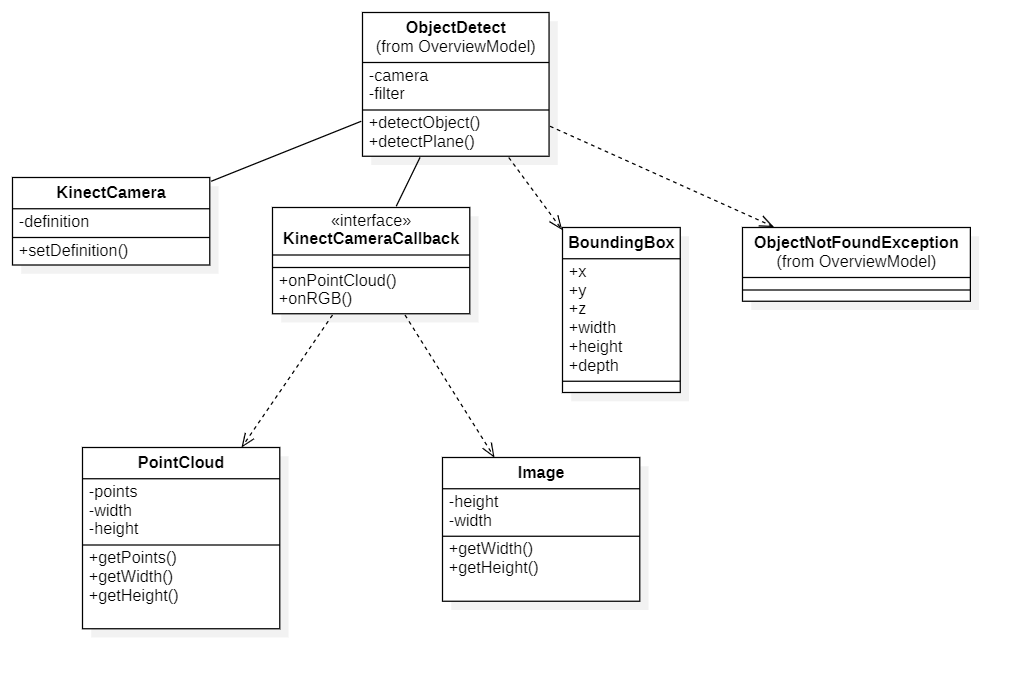 ObjectDetect
(from OverviewModel)
-camera
-filter
+detectObject()
+detectPlane()
KinectCamera
-definition
+setDefinition()
«interface»
KinectCameraCallback
+onPointCloud()
+onRGB()
BoundingBox
+x
+y
+z
+width
+height
+depth
ObjectNotFoundException
(from OverviewModel)
PointCloud
-points
-width
-height
+getPoints()
+getWidth()
+getHeight()
Image
-height
-width
+getWidth()
+getHeight()